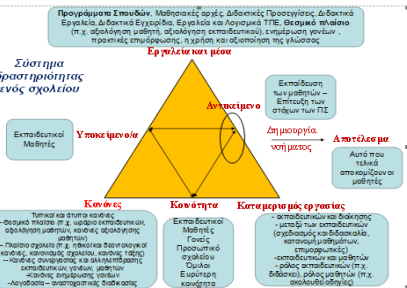 Προγράμματα Σπουδών, Μαθησιακές αρχές, Διδακτικές Προσεγγίσεις, Διδακτικά
Εργαλεία, Διδακτικά Εγχειρίδια, Εργαλεία και Λογισμικά ΤΠΕ, Θεσμικό πλαίσιο
(π.χ. αξιολόγηση μαθητή, αξιολόγηση εκπαιδευτικού), ενημέρωση γονέων ,
πρακτικές επιμόρφωσης, η χρήση και αξιοποίηση της γλώσσας
Εργαλεία και μέσα
Σύστημα
δραστηριότητας
ενός σχολείου
Εκπαίδευση
των μαθητών –
Επίτευξη των
στόχων των ΠΣ
Αντικείμενο
Εκπαιδευτικοί
Μαθητές
Υποκείμενο/α
Δημιουργία
νοήματος
Αποτέλεσμα
Αυτό που
τελικά
αποκομίζουν οι
μαθητές
Κανόνες
Κοινότητα
Καταμερισμός εργασίας
Τυπικοί και άτυποι κανόνες
- Θεσμικό πλαίσιο (π.χ. ωράριο εκπαιδευτικών,
αξιολόγηση μαθητών, κανόνες αξιολόγησης
μαθητών)
– Πλαίσιο σχολείου (π.χ. ηθικοί και δεοντολογικοί
κανόνες, κανονισμός σχολείου, κανόνες τάξης)
-- Κανόνες συνεργασίας και αλληλεπίδρασης
εκπαιδευτικών, γονέων, μαθητών
-Κανόνες ενημέρωσης γονέων
-Λογοδοσία – αναστοχαστικές διαδικασίες
Εκπαιδευτικοί
Μαθητές
Γονείς
Προσωπικό
σχολείου
Όμιλοι
Ευρύτερη
κοινότητα
- εκπαιδευτικών και διοίκησης
- μεταξύ των εκπαιδευτικών
(σχεδιασμός και διδασκαλία,
κατανομή μαθημάτων,
επιμορφωτικές)
-εκπαιδευτικών και μαθητών
- ρόλος εκπαιδευτικών (π.χ.
διδάσκει), ρόλος μαθητών (π.χ.
ακολουθεί οδηγίες)